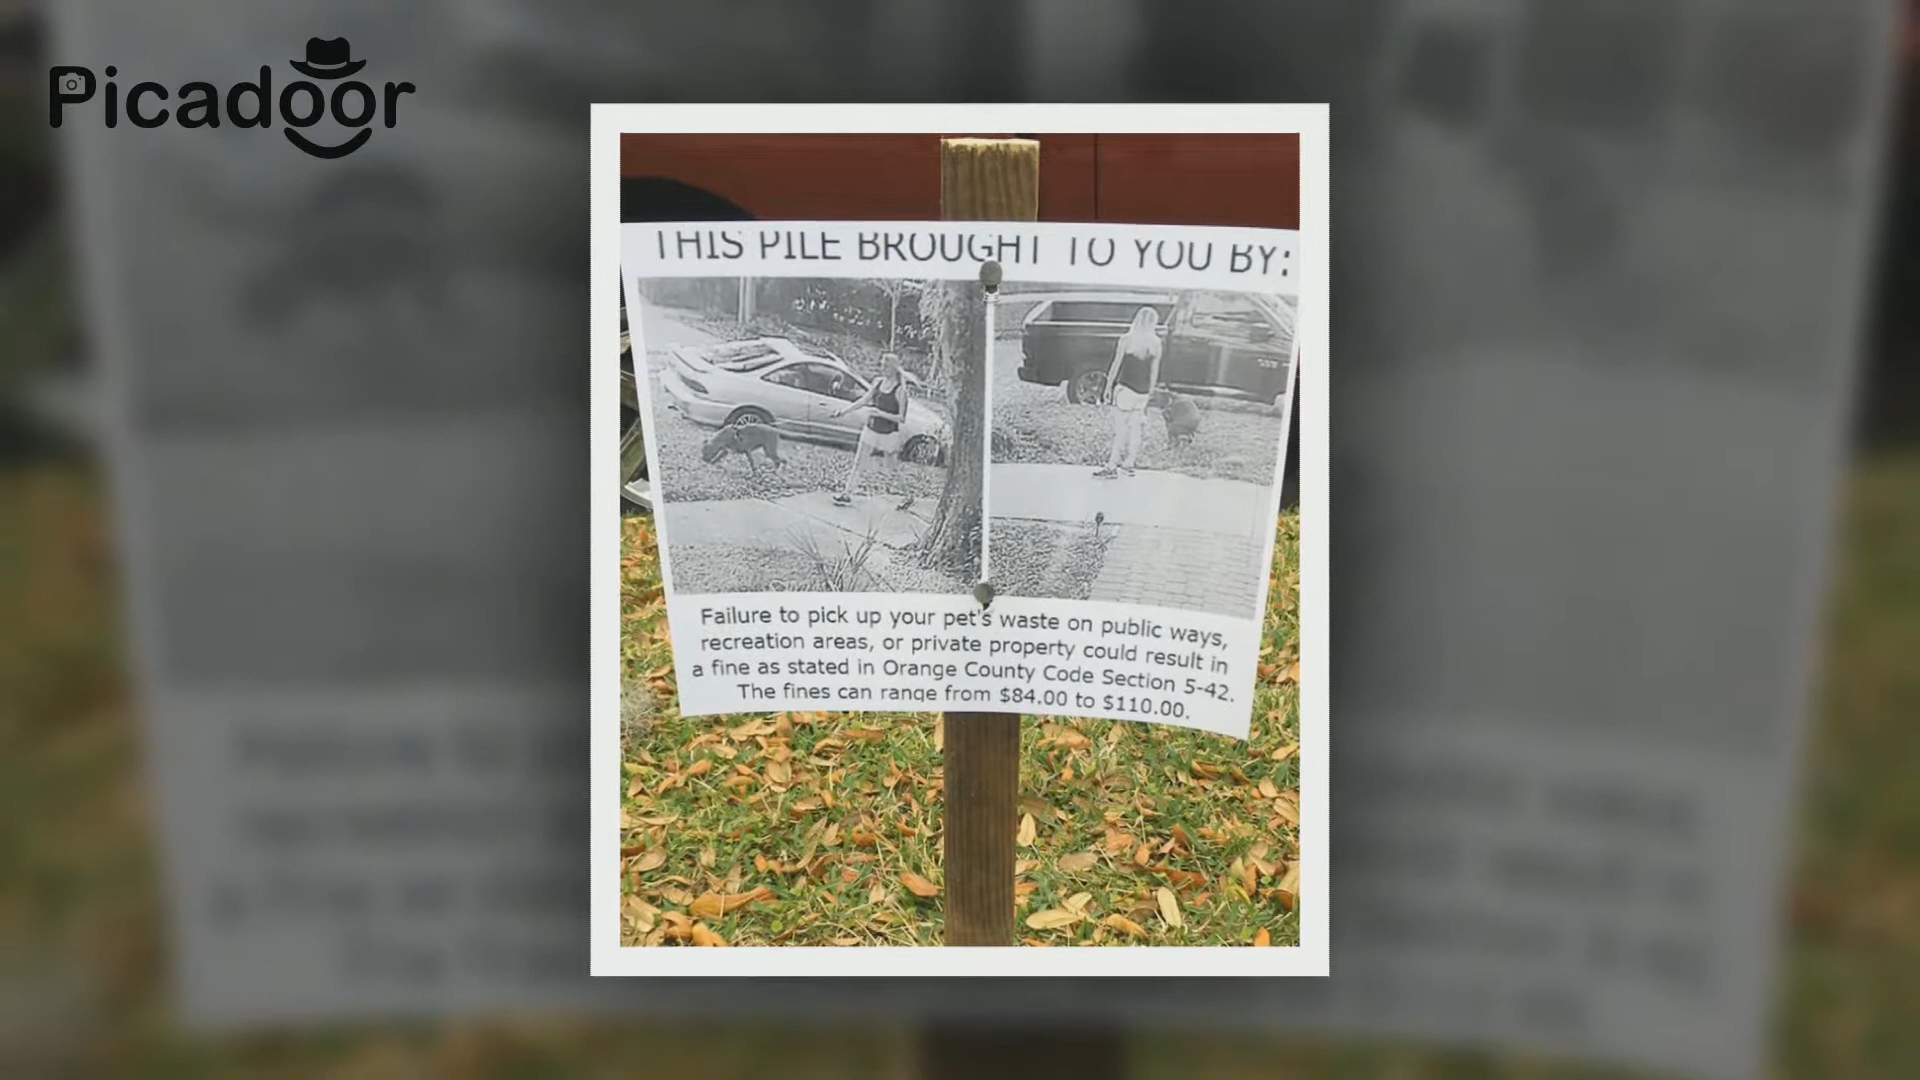 Picadoor
THIS PILE BROUGHT TO YOU BY:
Failure to pick up your pet's waste on public ways,
recreation areas, or private property could result in
a fine as stated in Orange County Code Section 5-42.
The fines can range from $84.00 to $110.00.